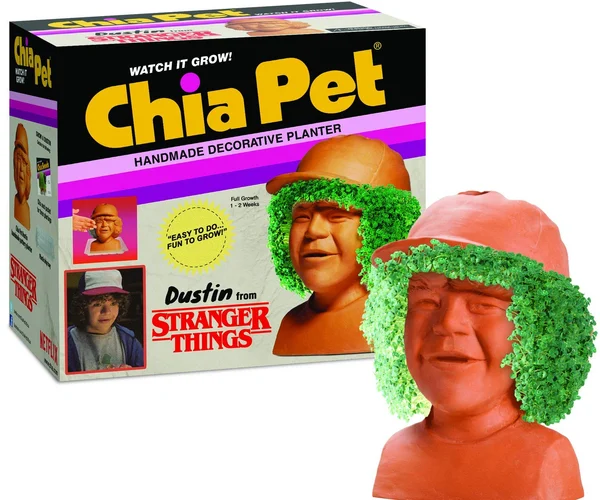 WATCH IT GROW!
Chia Pet®
HANDMADE DECORATIVE PLANTER
Full Growth
1 - 2 Weeks
"EASY TO DO...
FUN TO GROW!"
Dustin from
STRANGER
THINGS
Chia
Pet
WATCH IT
GROW!
STRANGER
THINGS
NETFLIX